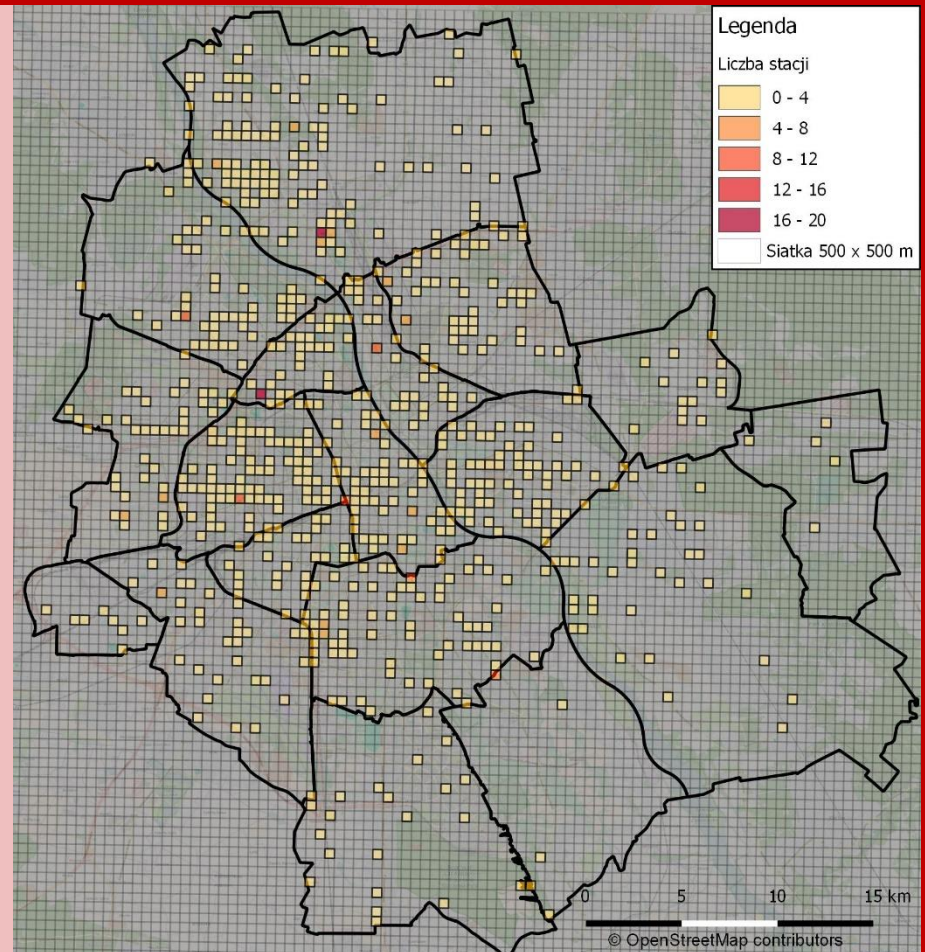 Legenda
Liczba stacji
0 - 4
4 - 8
8 - 12
12 - 16
16 - 20
Siatka 500 x 500 m
0 5 10 15 km
© OpenStreetMap contributors